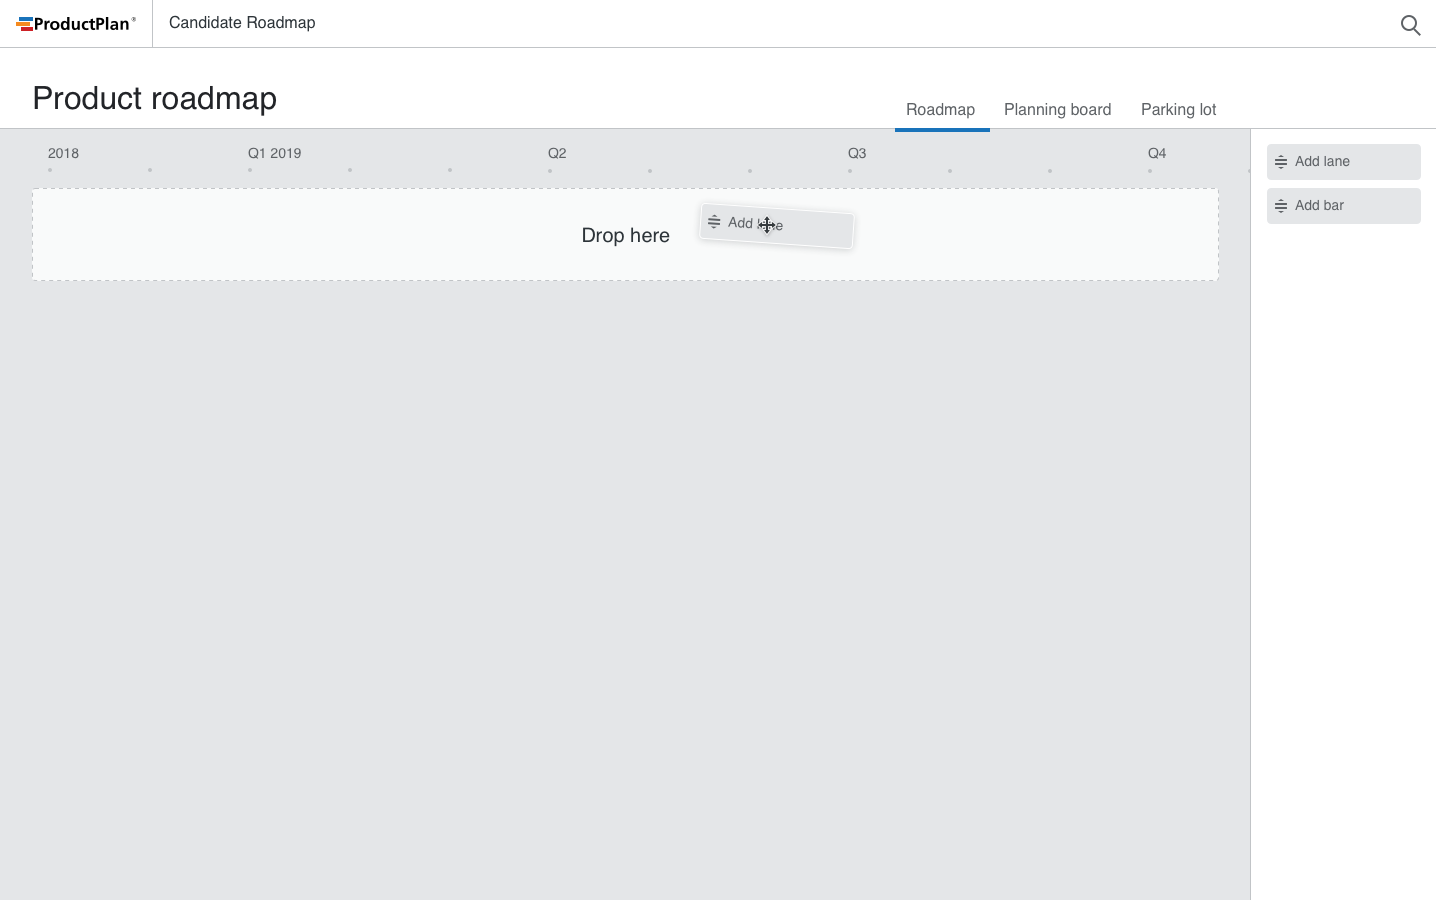 ProductPlan®
Candidate Roadmap
Product roadmap
Roadmap Planning board Parking lot
2018 Q1 2019 Q2 Q3 Q4
Add lane
Add bar
Drop here
Add lane